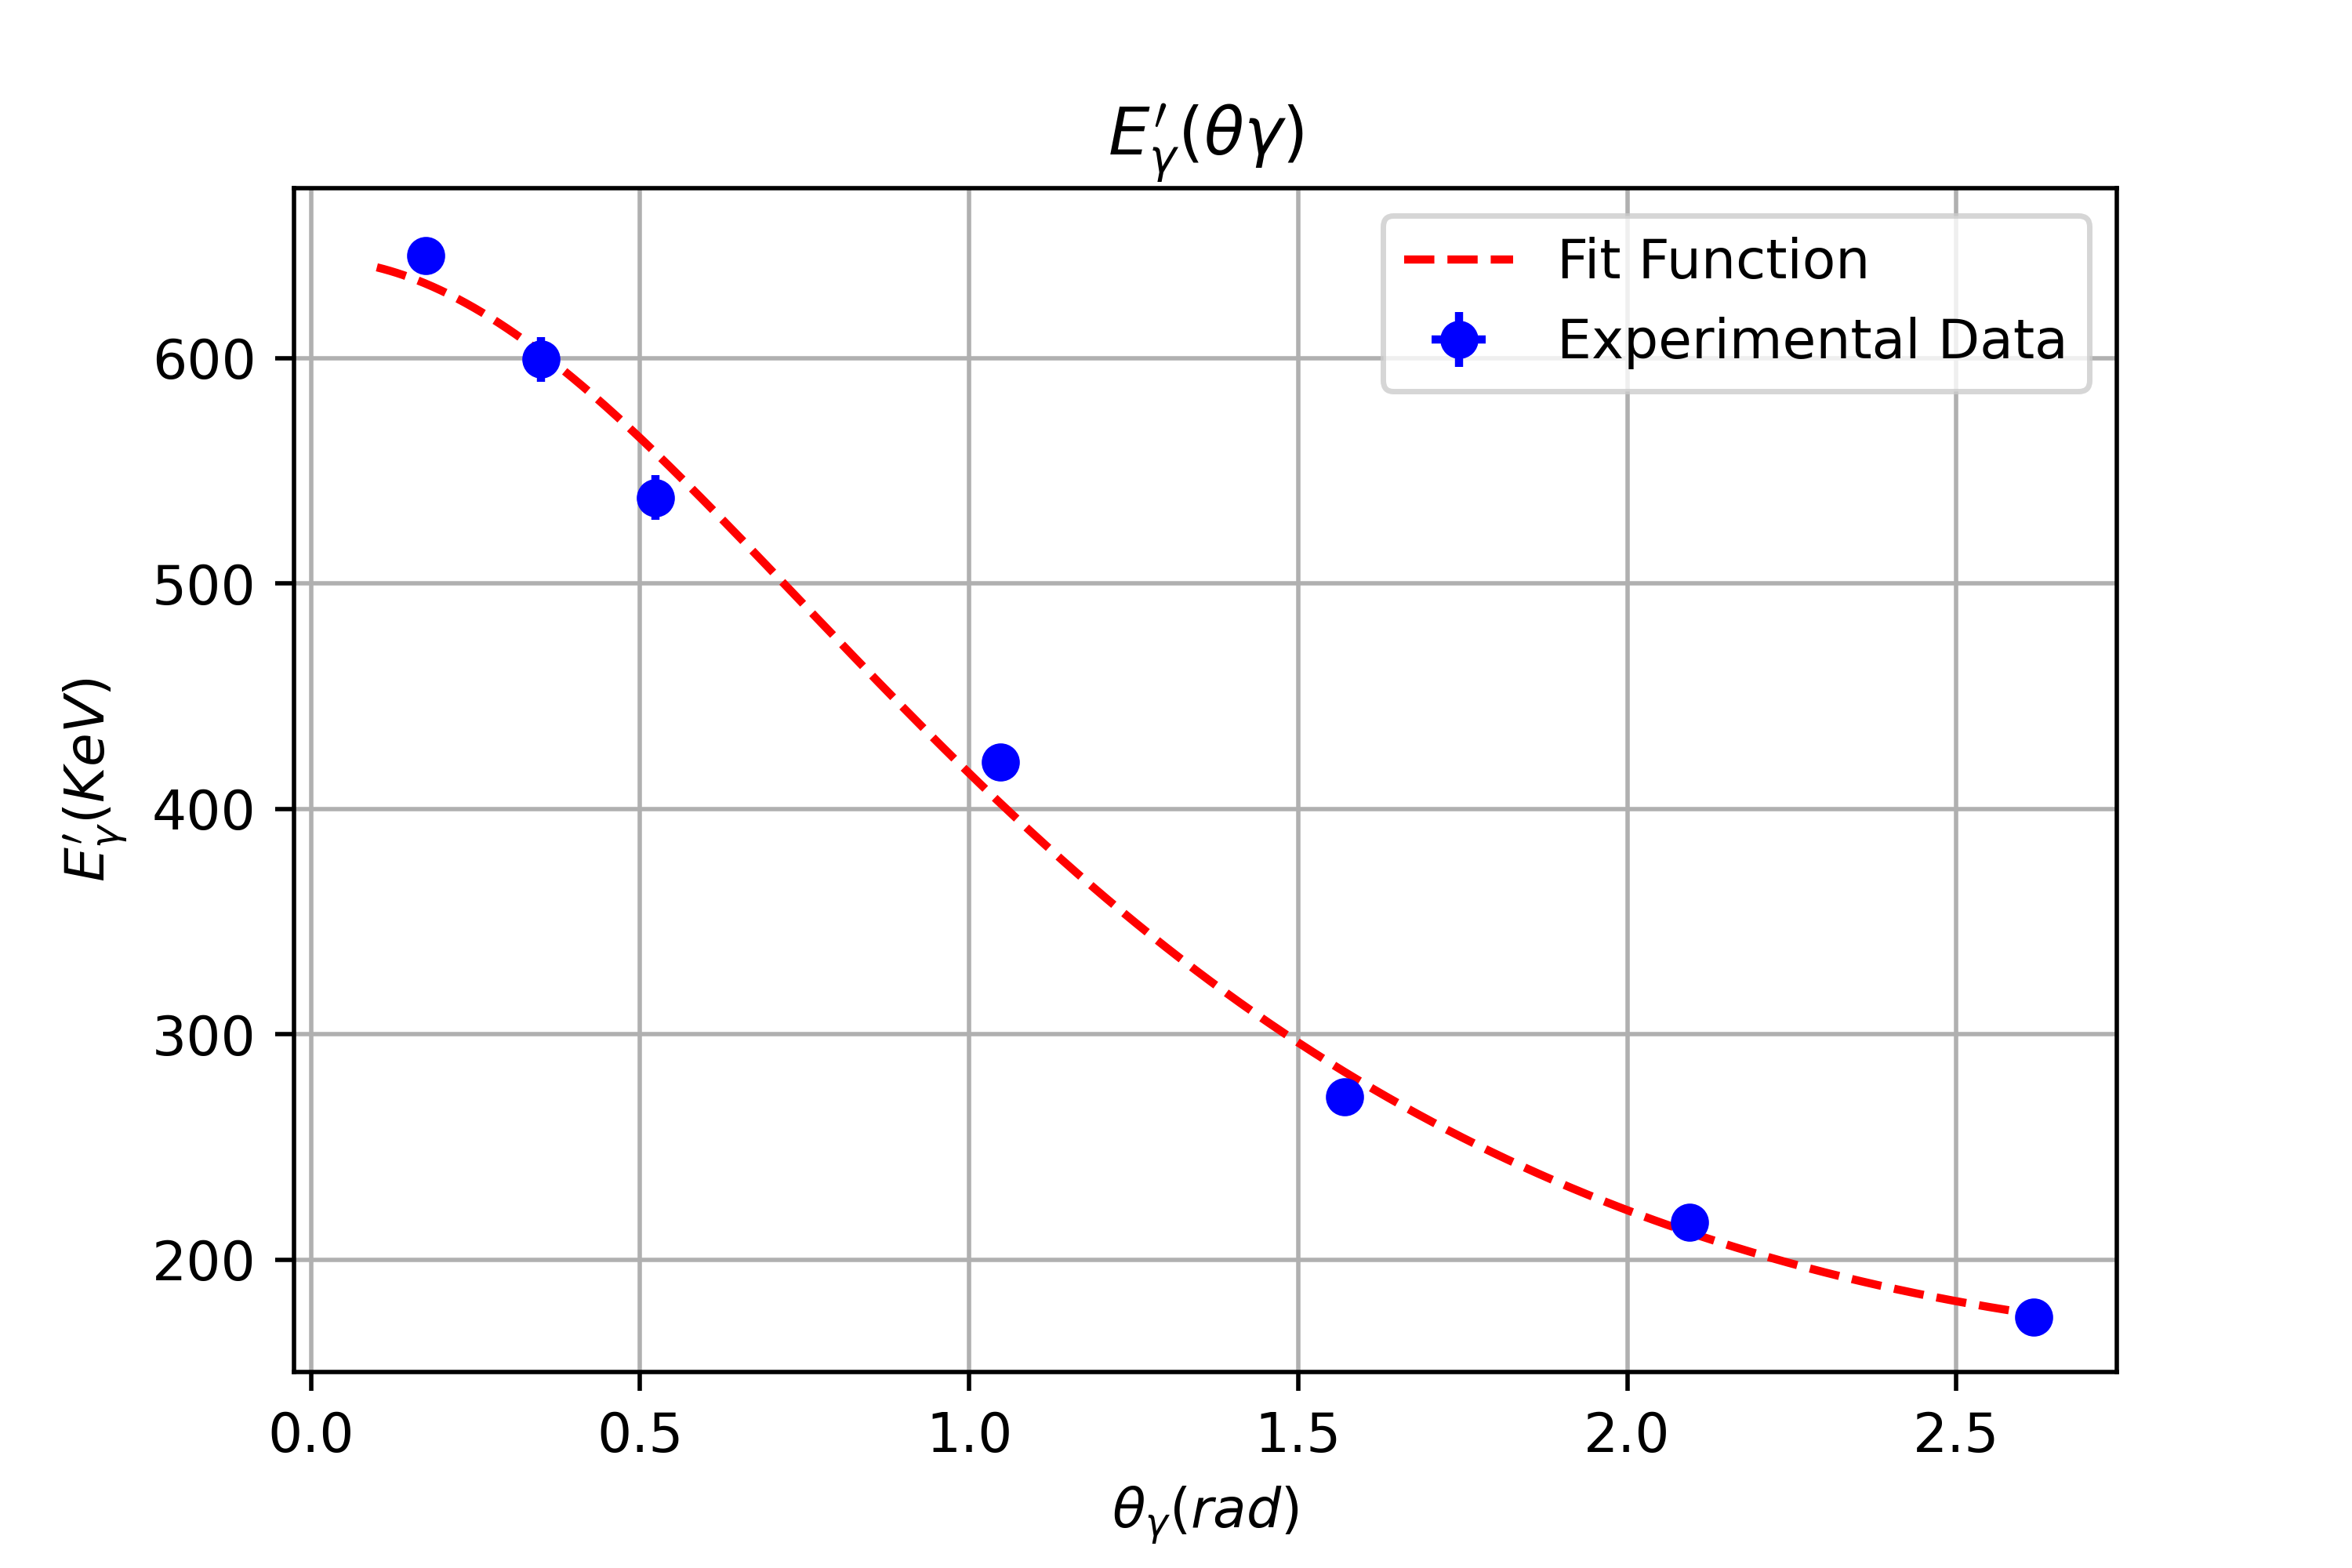 E′γ(θγ)
Fit Function
Experimental Data
600
500
400
300
200
E′γ(KeV)
0.0 0.5 1.0 1.5 2.0 2.5
θγ(rad)